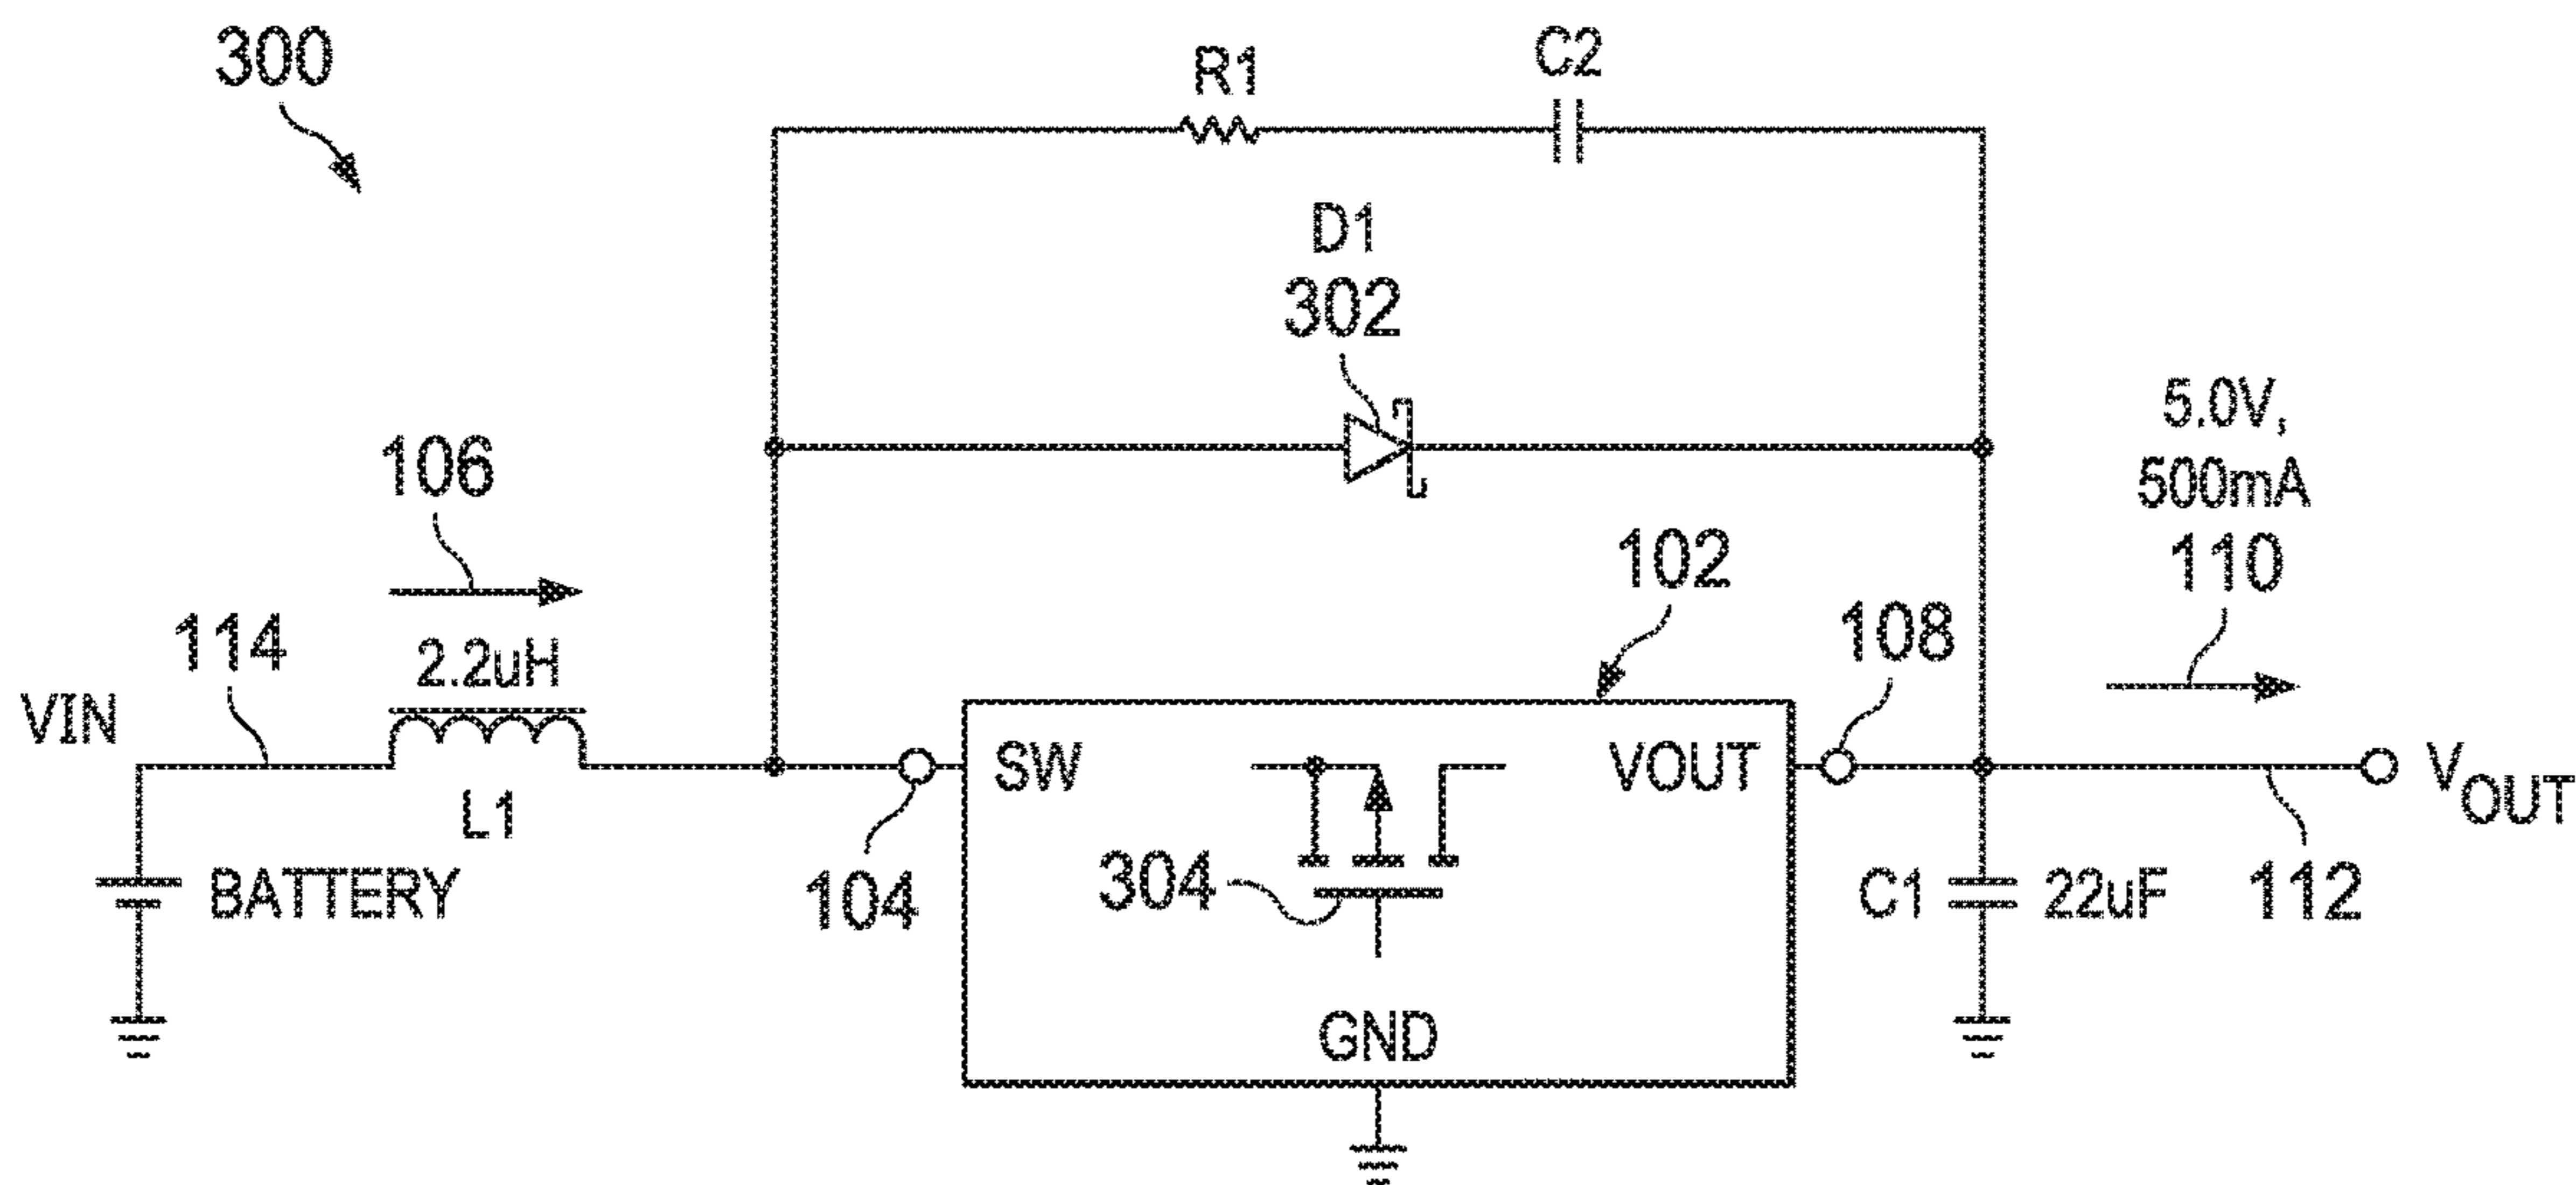 300
R1
C2
D1
302
5.0V,
500mA
110
106
102
108
114
2.2uH
VIN
SW
VOUT
VOUT
L1
BATTERY
104
304
C1
22uF
112
GND